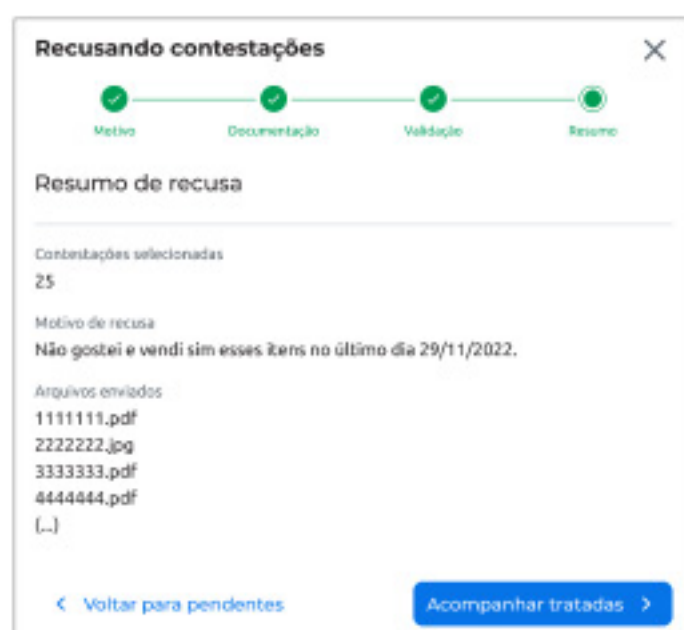 Recusando contestações
Motivo Documentação Validação Resumo
Resumo de recusa
Contestações selecionadas
25
Motivo de recusa
Não gostei e vendi sim esses itens no último dia 29/11/2022.
Arquivos enviados
1111111.pdf
2222222.jpg
3333333.pdf
4444444.pdf
(...)
Voltar para pendentes Acompanhar tratadas